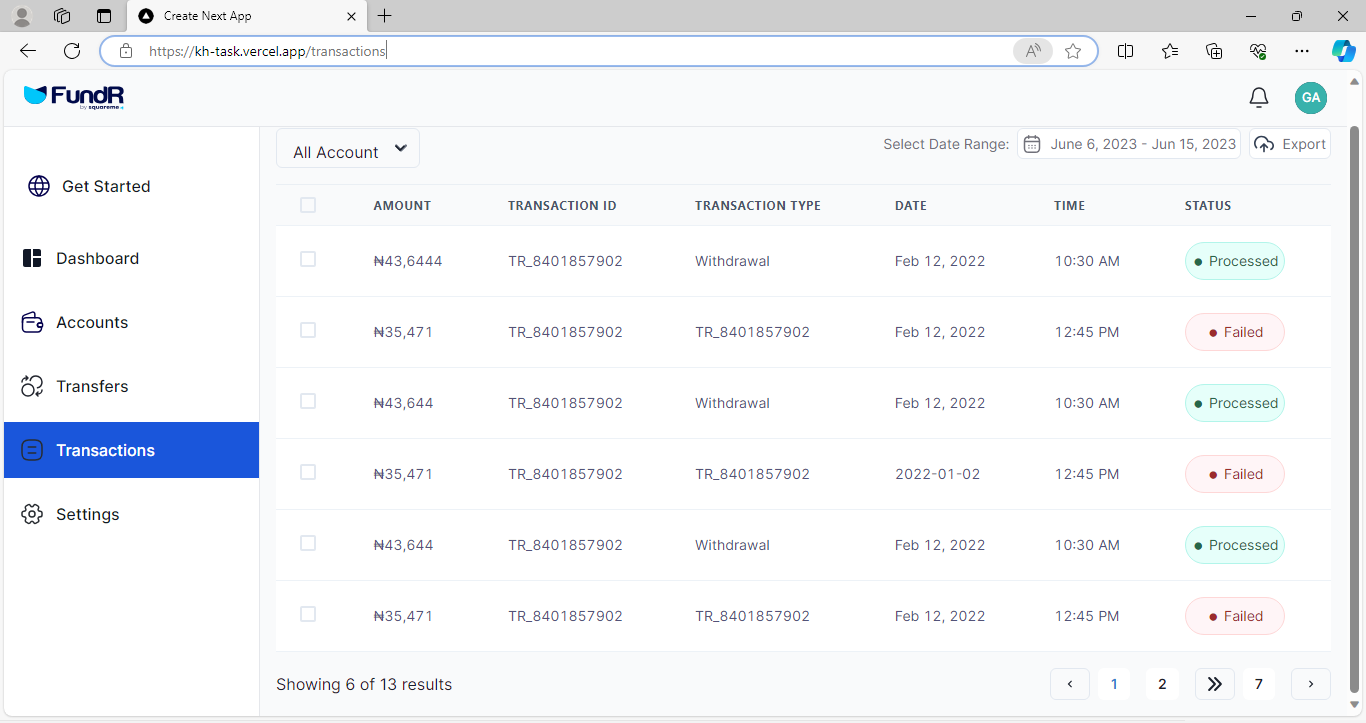 Create Next App
https://kh-task.vercel.app/transactions
FundR
by squareme
GA
All Account
Select Date Range: June 6, 2023 - Jun 15, 2023 Export
Get Started
Dashboard
Accounts
Transfers
Transactions
Settings
AMOUNT TRANSACTION ID TRANSACTION TYPE DATE TIME STATUS
₦43,6444 TR_8401857902 Withdrawal Feb 12, 2022 10:30 AM Processed
₦35,471 TR_8401857902 TR_8401857902 Feb 12, 2022 12:45 PM Failed
₦43,644 TR_8401857902 Withdrawal Feb 12, 2022 10:30 AM Processed
₦35,471 TR_8401857902 TR_8401857902 2022-01-02 12:45 PM Failed
₦43,644 TR_8401857902 Withdrawal Feb 12, 2022 10:30 AM Processed
₦35,471 TR_8401857902 TR_8401857902 Feb 12, 2022 12:45 PM Failed
Showing 6 of 13 results
1 2 7